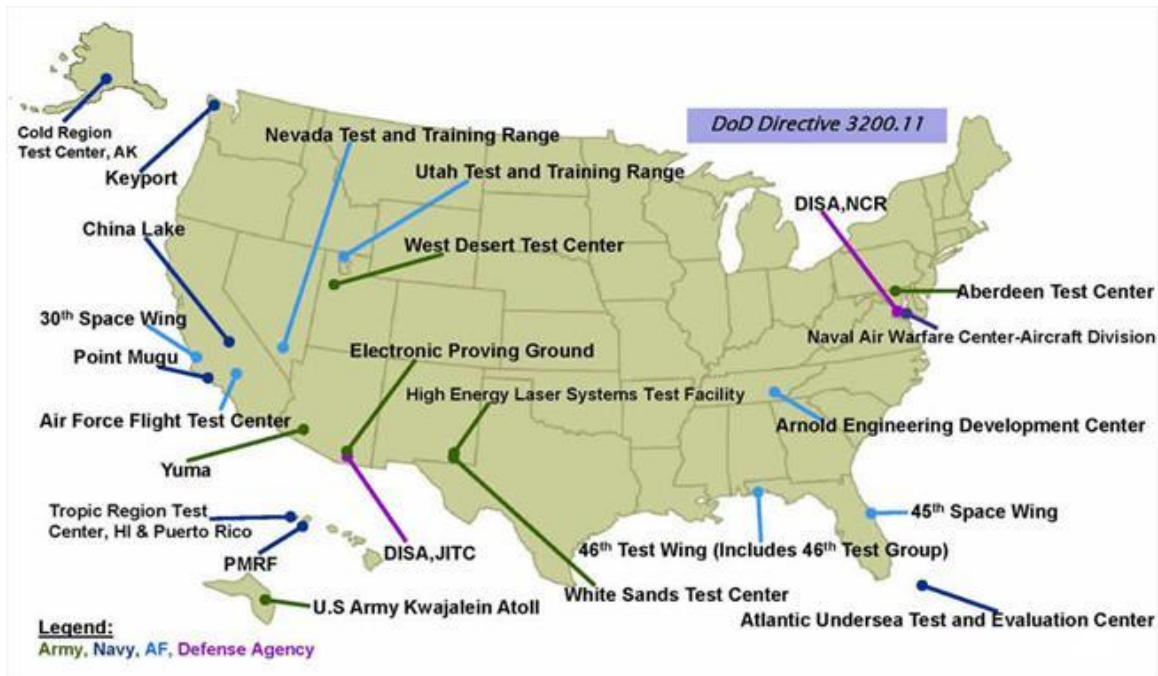 DoD Directive 3200.11
Cold Region
Test Center, AK
Keyport
Nevada Test and Training Range
Utah Test and Training Range
DISA,NCR
China Lake
West Desert Test Center
Aberdeen Test Center
30th Space Wing
Naval Air Warfare Center-Aircraft Division
Point Mugu
Electronic Proving Ground
High Energy Laser Systems Test Facility
Air Force Flight Test Center
Arnold Engineering Development Center
Yuma
Tropic Region Test
Center, HI & Puerto Rico
45th Space Wing
PMRF
DISA,JITC
46th Test Wing (Includes 46th Test Group)
White Sands Test Center
U.S Army Kwajalein Atoll
Atlantic Undersea Test and Evaluation Center
Legend:
Army, Navy, AF, Defense Agency